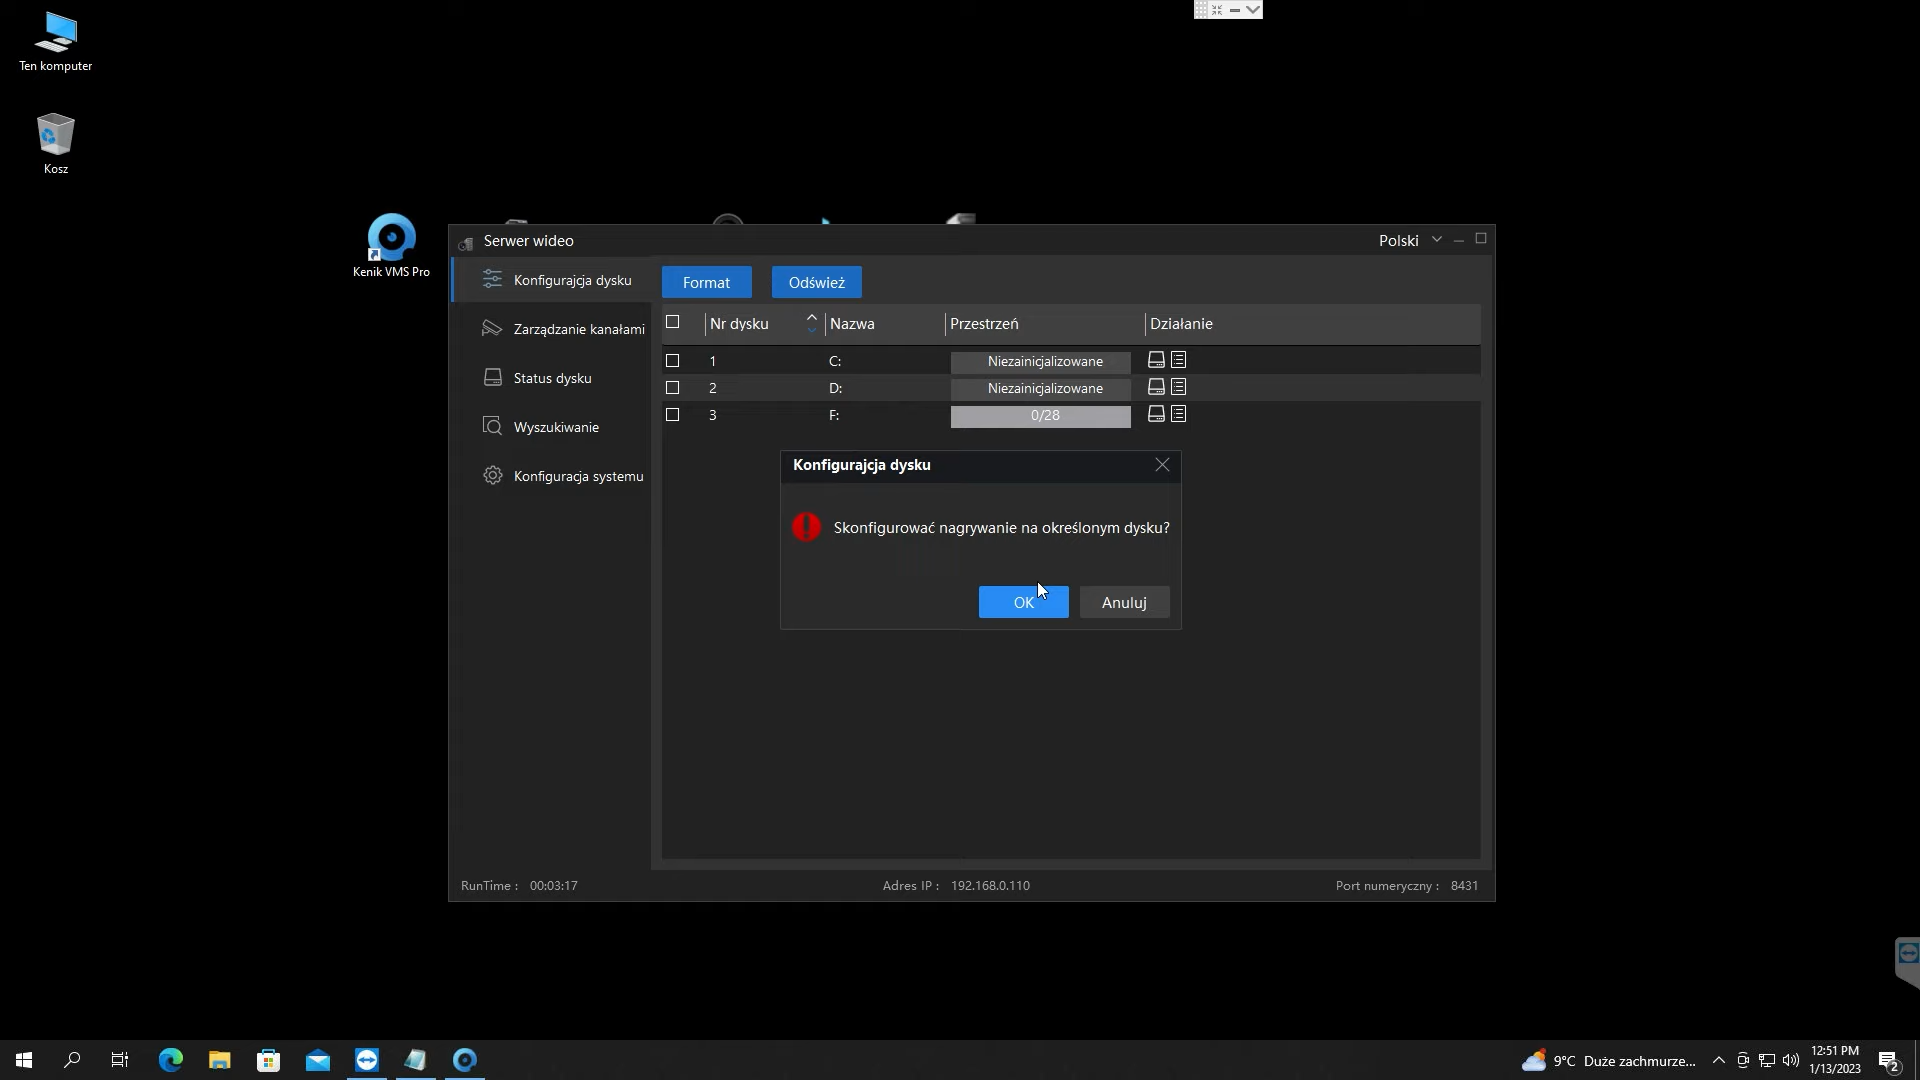 Ten komputer
Kosz
Kenik VMS Pro
Serwer wideo
Polski
Konfigurajcja dysku
Zarządzanie kanałami
Status dysku
Wyszukiwanie
Konfiguracja systemu
Format
Odśwież
Nr dysku Nazwa Przestrzeń Działanie
1 C: Niezainicjalizowane
2 D: Niezainicjalizowane
3 F: 0/28
Konfigurajcja dysku
Skonfigurować nagrywanie na określonym dysku?
OK Anuluj
RunTime : 00:03:17
Adres IP : 192.168.0.110
Port numeryczny : 8431
9°C Duże zachmurze...
12:51 PM
1/13/2023
2